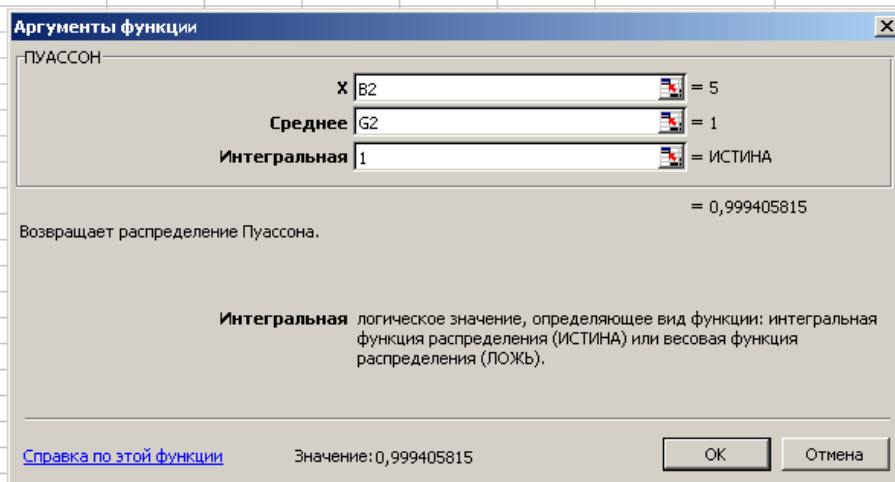 Аргументы функции
ПУАССОН
X B2 = 5
Среднее G2 = 1
Интегральная 1 = ИСТИНА
= 0,999405815
Возвращает распределение Пуассона.
Интегральная логическое значение, определяющее вид функции: интегральная
функция распределения (ИСТИНА) или весовая функция
распределения (ЛОЖЬ).
Справка по этой функции Значение:0,999405815 ОК Отмена